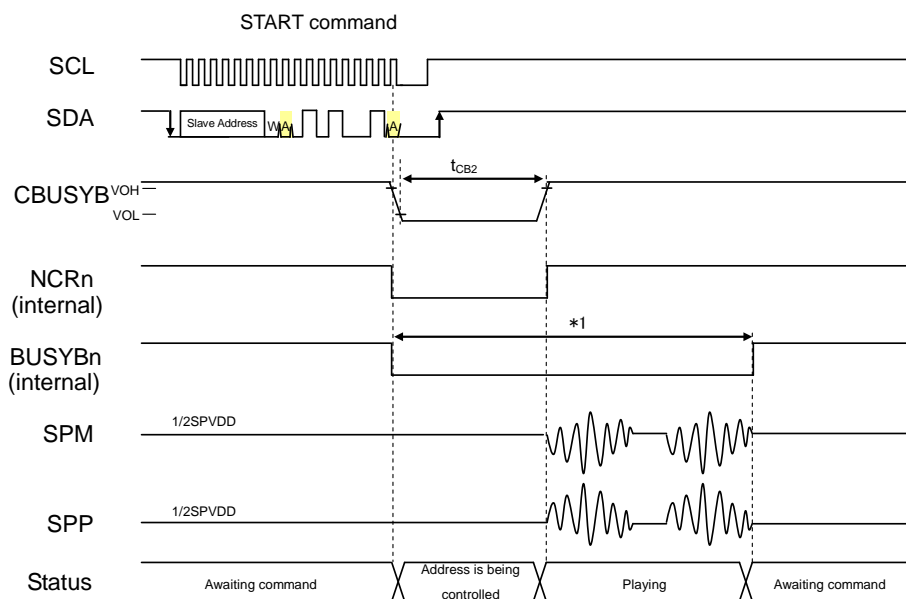 START command
SCL
SDA
Slave Address
W
A
A
tCB2
CBUSYB
VOH
VOL
NCRn
(internal)
*1
BUSYBn
(internal)
SPM
1/2SPVDD
SPP
1/2SPVDD
Status
Awaiting command
Address is being
controlled
Playing
Awaiting command